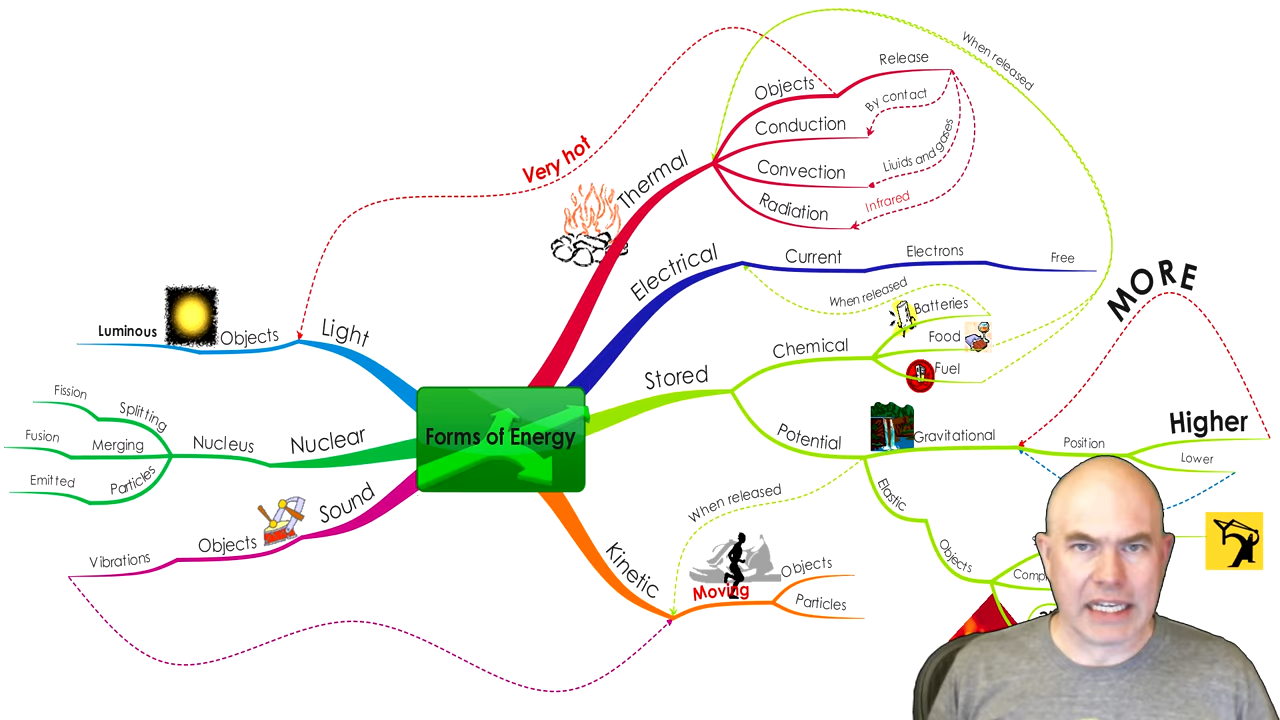 Forms of Energy
Thermal
Very hot
Objects
Release
By contact
Liuids and gases
Infrared
Conduction
Convection
Radiation
When released
Electrical
Current
Electrons
Free
When released
Stored
Chemical
Batteries
Food
Fuel
Potential
Gravitational
Position
Higher
Lower
MORE
Elastic
Objects
When released
Kinetic
Moving
Objects
Particles
Light
Objects
Luminous
Nuclear
Nucleus
Splitting
Fission
Merging
Fusion
Particles
Emitted
Sound
Objects
Vibrations